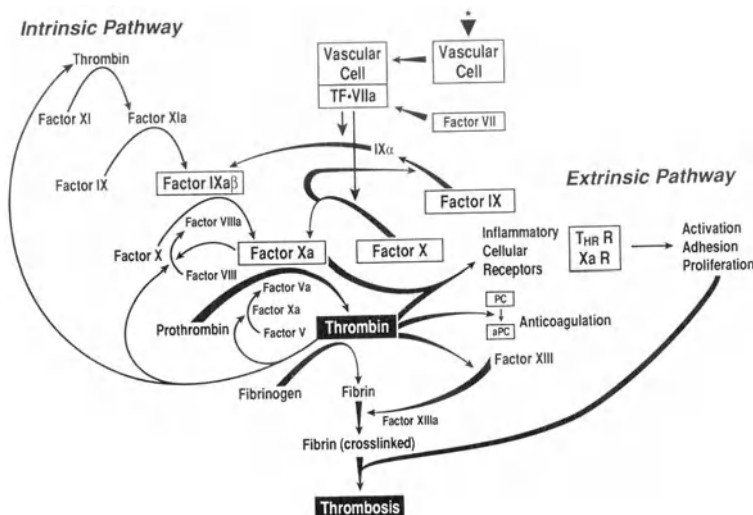 Intrinsic Pathway
*
Thrombin
Vascular
Cell
Vascular
Cell
TF•VIIa
Factor XI
Factor XIa
Factor VII
IXα
Factor IX
Factor IXaβ
Factor IX
Extrinsic Pathway
Factor VIIIa
Factor X
Factor Xa
Factor X
Factor VIII
Inflammatory
Cellular
Receptors
THR R
Xa R
Activation
Adhesion
Proliferation
Factor Va
Factor Xa
Factor V
Prothrombin
Thrombin
PC
aPC
Anticoagulation
Factor XIII
Fibrinogen
Fibrin
Factor XIIIa
Fibrin (crosslinked)
Thrombosis